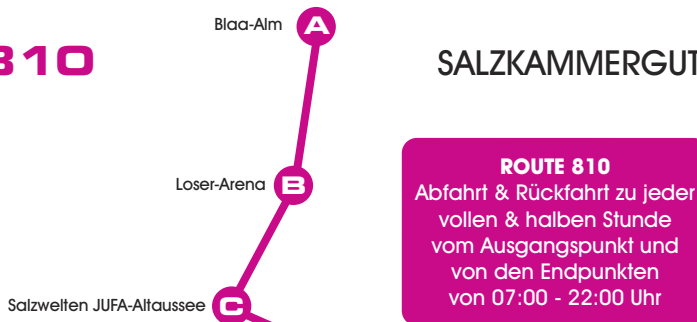 Blaa-Alm A
810 SALZKAMMERGUT
ROUTE 810
Abfahrt & Rückfahrt zu jeder
vollen & halben Stunde
vom Ausgangspunkt und
von den Endpunkten
von 07:00 - 22:00 Uhr
Loser-Arena B
Salzwelten JUFA-Altaussee C